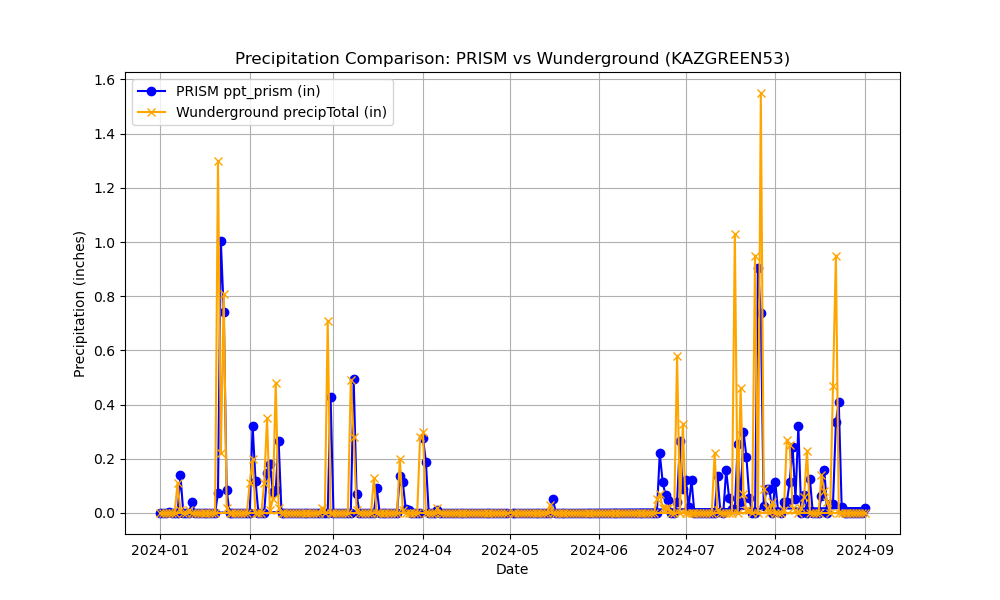 Precipitation Comparison: PRISM vs Wunderground (KAZGREEN53)
PRISM ppt_prism (in)
Wunderground precipTotal (in)
Precipitation (inches)
1.6
1.4
1.2
1.0
0.8
0.6
0.4
0.2
0.0
2024-01 2024-02 2024-03 2024-04 2024-05 2024-06 2024-07 2024-08 2024-09
Date